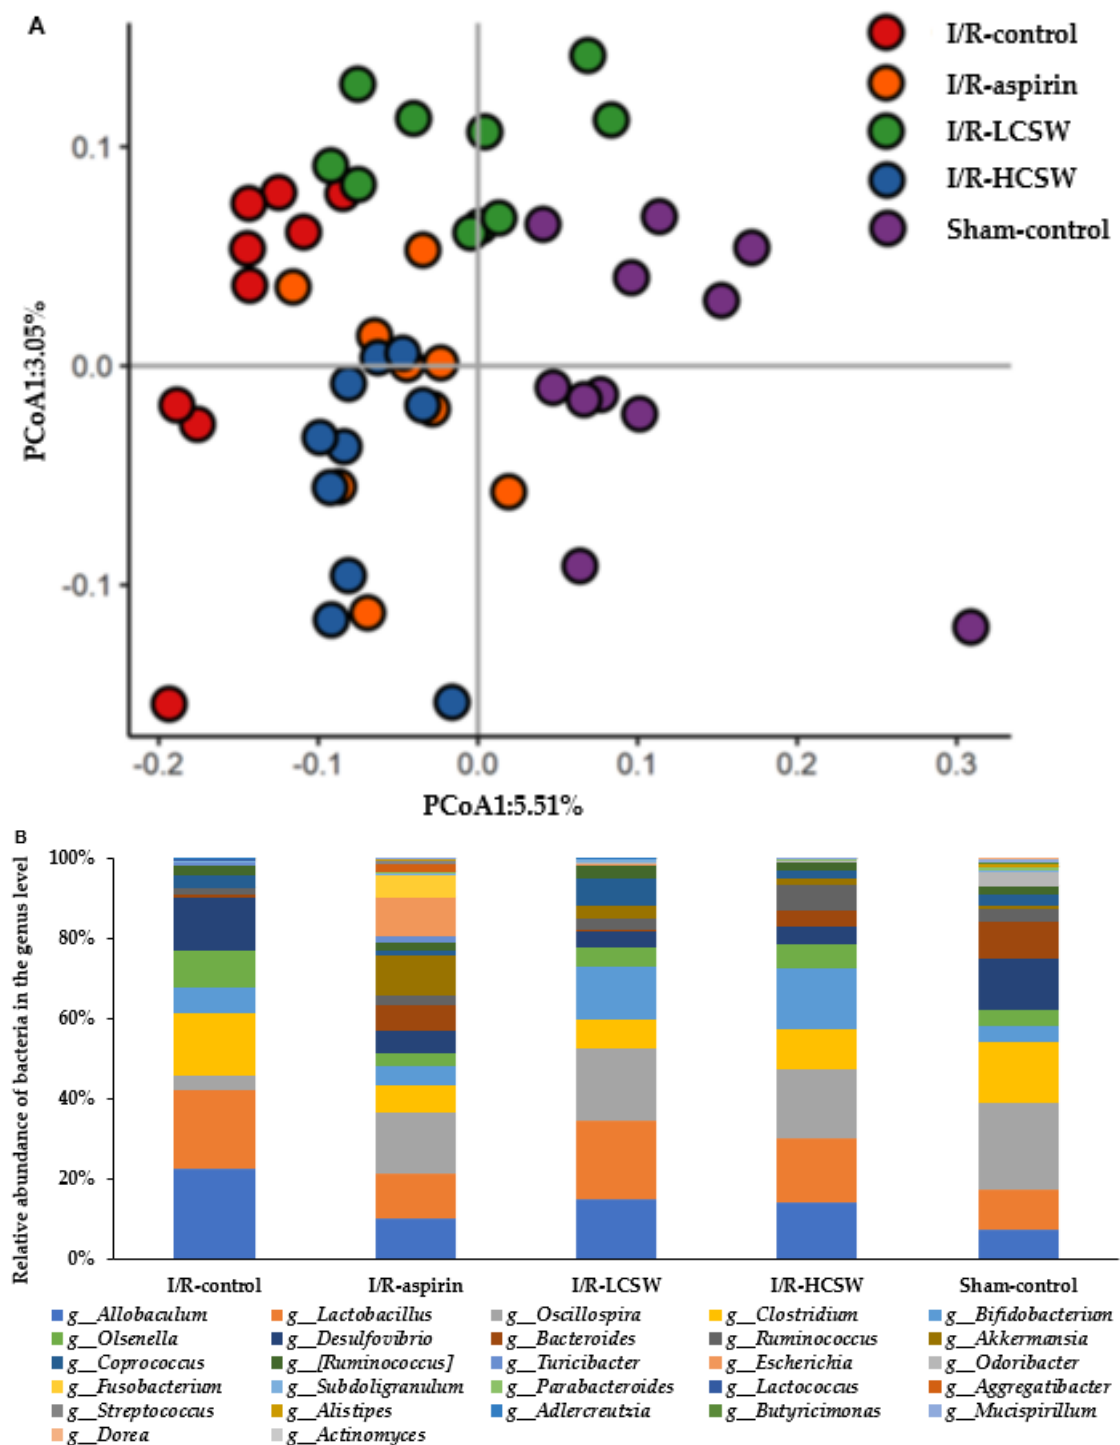 A
I/R-control
I/R-aspirin
I/R-LCSW
I/R-HCSW
Sham-control
PCoA1:3.05%
0.1
0.0
-0.1
-0.2
-0.1
0.0
0.1
0.2
0.3
PCoA1:5.51%
B
Relative abundance of bacteria in the genus level
100%
80%
60%
40%
20%
0%
I/R-control I/R-aspirin I/R-LCSW I/R-HCSW Sham-control
g__Allobaculum g__Lactobacillus g__Oscillospira g__Clostridium g__Bifidobacterium
g__Olsenella g__Desulfovibrio g__Bacteroides g__Ruminococcus g__Akkermansia
g__Coprococcus g__[Ruminococcus] g__Turicibacter g__Escherichia g__Odoribacter
g__Fusobacterium g__Subdoligranulum g__Parabacteroides g__Lactococcus g__Aggregatibacter
g__Streptococcus g__Alistipes g__Adlercreutzia g__Butyricimonas g__Mucispirillum
g__Dorea g__Actinomyces